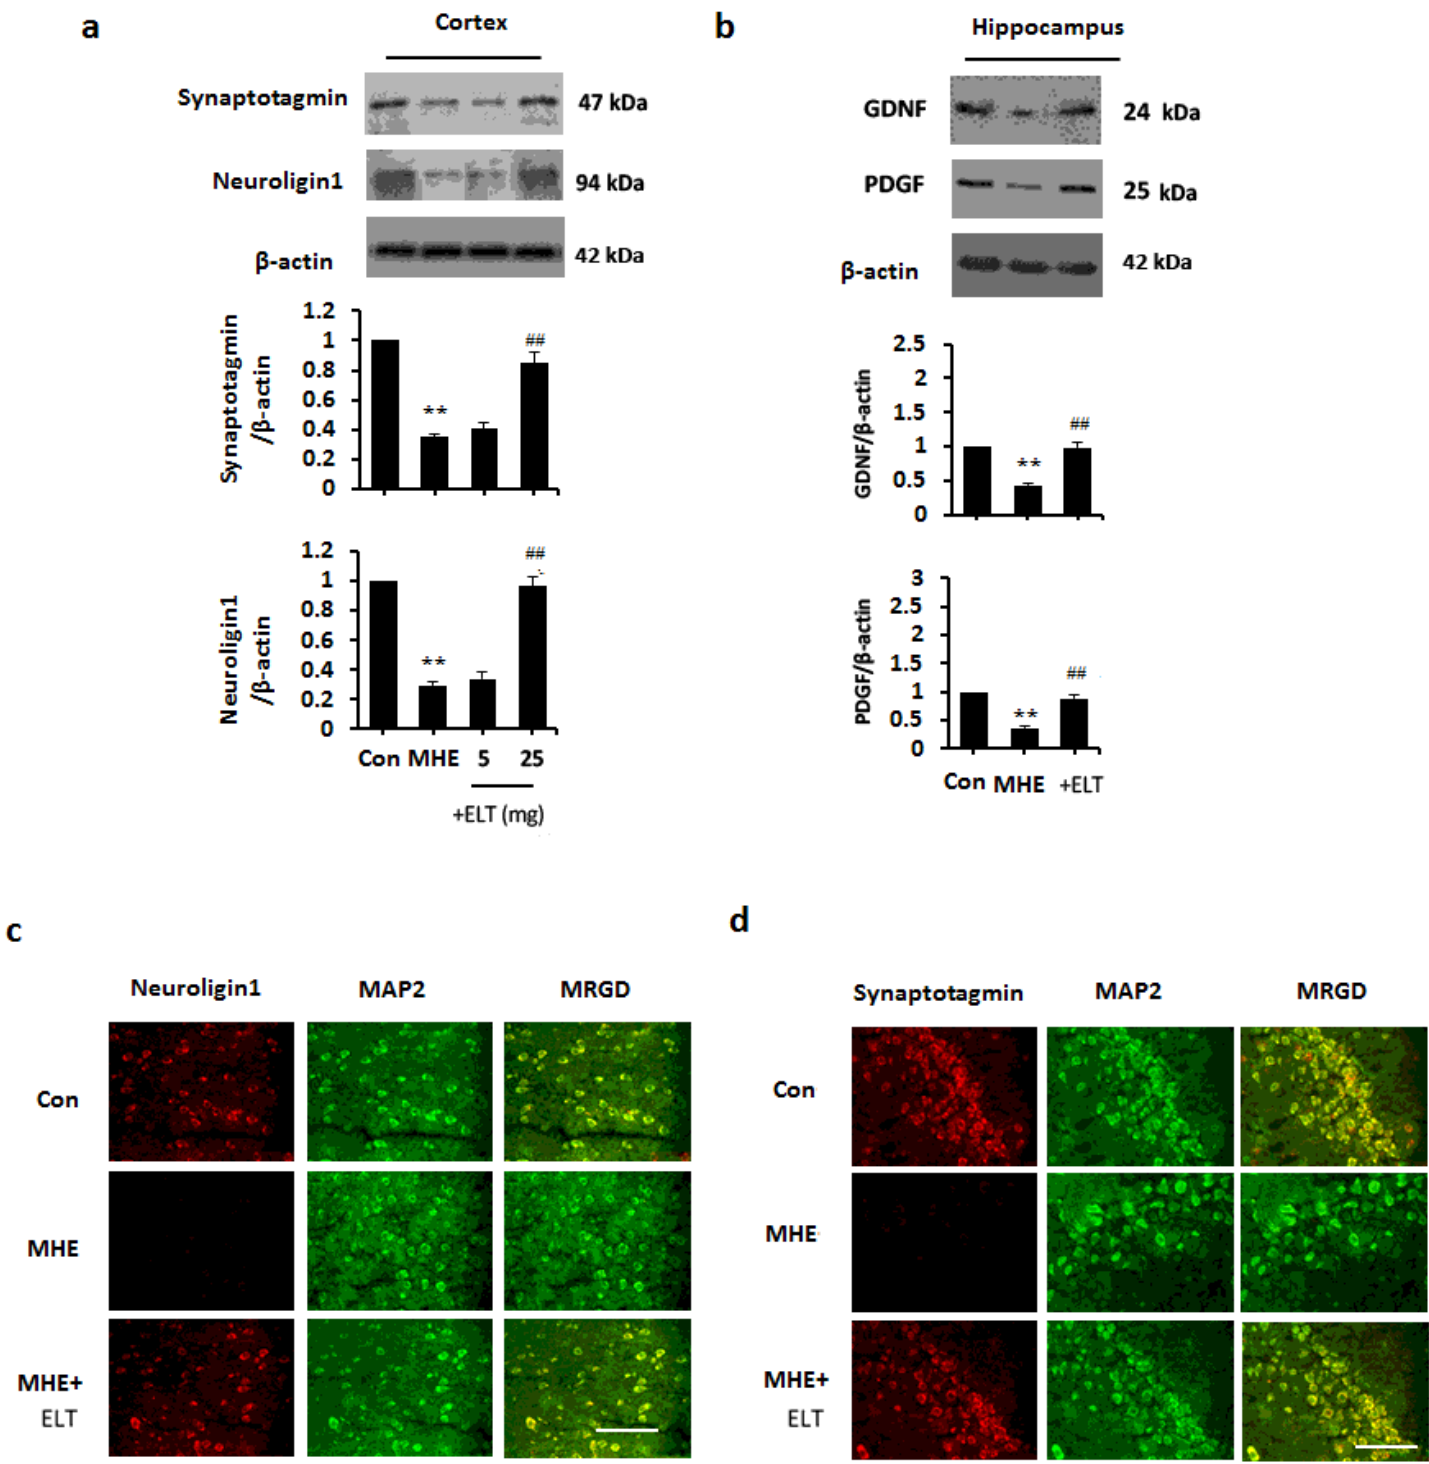 a
Cortex
Synaptotagmin
47 kDa
Neuroligin1
94 kDa
β-actin
42 kDa
Synaptotagmin
/β-actin
1.2
1
0.8
0.6
0.4
0.2
0
**
##
Neuroligin1
/β-actin
1.2
1
0.8
0.6
0.4
0.2
0
**
##
Con MHE 5 25
+ELT (mg)
b
Hippocampus
GDNF
24 kDa
PDGF
25 kDa
β-actin
42 kDa
GDNF/β-actin
2.5
2
1.5
1
0.5
0
**
##
PDGF/β-actin
3
2.5
2
1.5
1
0.5
0
**
##
Con MHE +ELT
c
Neuroligin1 MAP2 MRGD
Con
MHE
MHE+
ELT
d
Synaptotagmin MAP2 MRGD
Con
MHE
MHE+
ELT